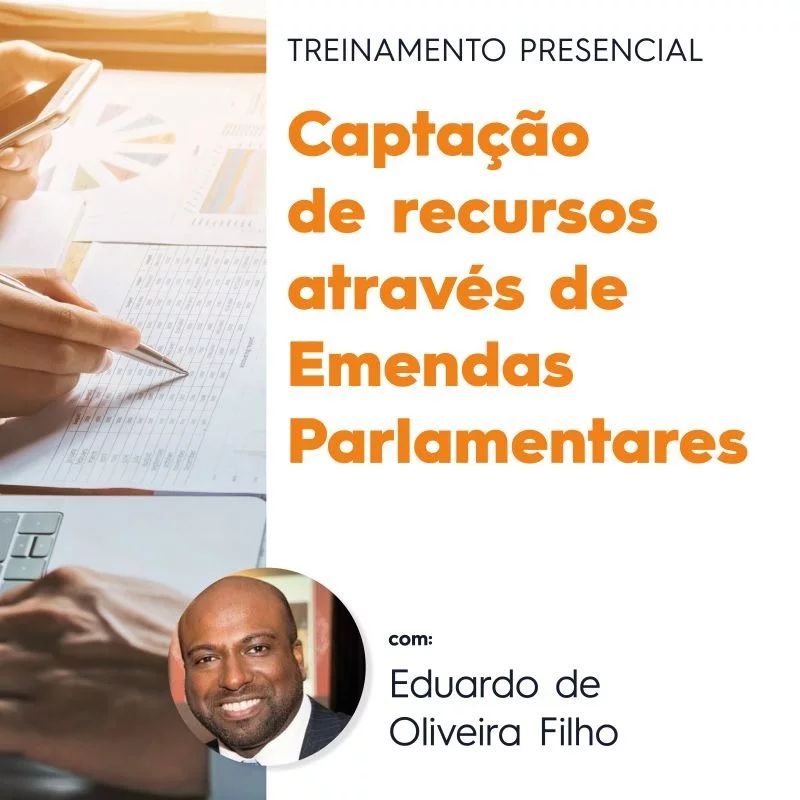 TREINAMENTO PRESENCIAL
Captação
de recursos
através de
Emendas
Parlamentares
com:
Eduardo de
Oliveira Filho